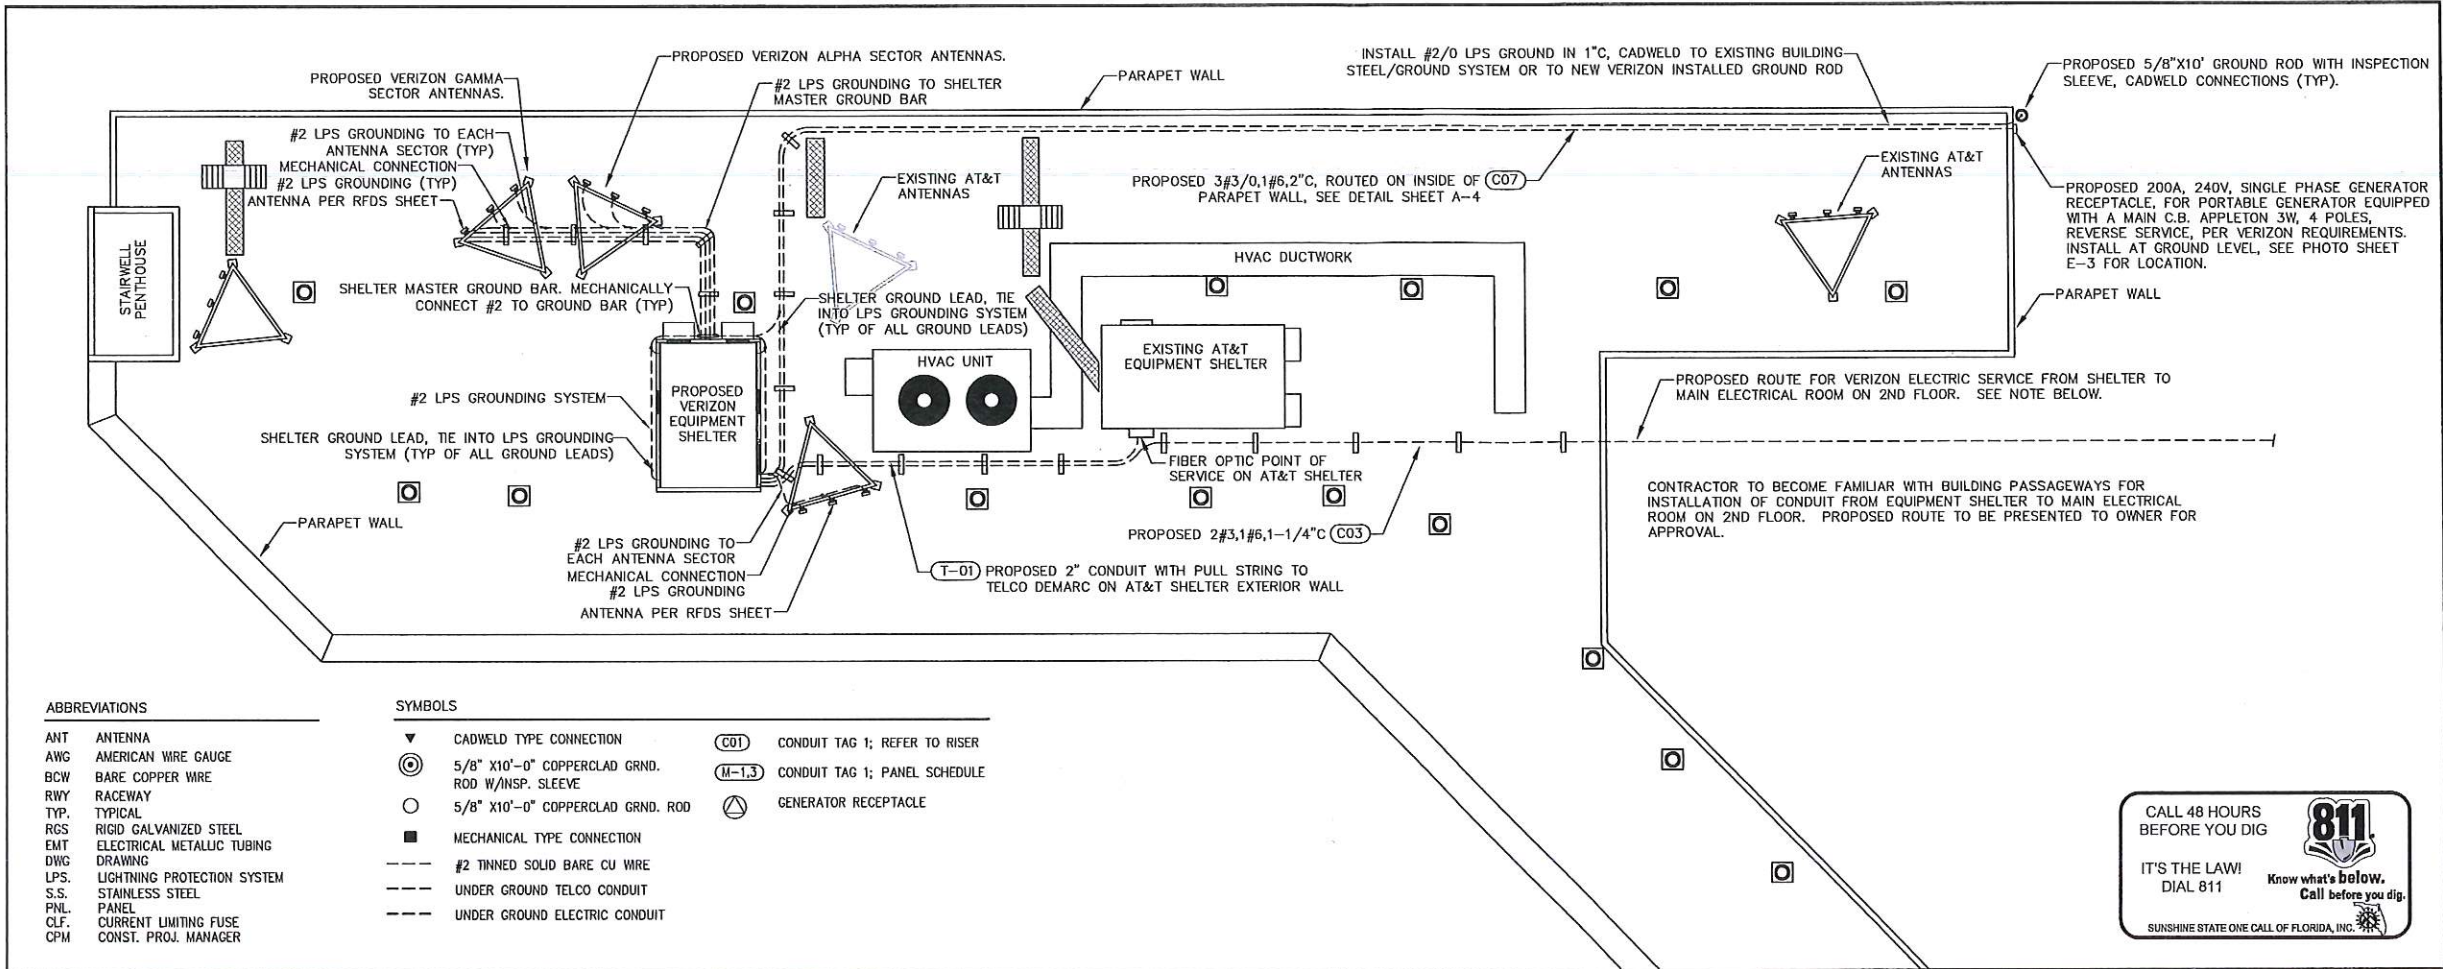 PROPOSED VERIZON GAMMA
SECTOR ANTENNAS.
PROPOSED VERIZON ALPHA SECTOR ANTENNAS.
#2 LPS GROUNDING TO SHELTER
MASTER GROUND BAR
PARAPET WALL
INSTALL #2/0 LPS GROUND IN 1"C, CADWELD TO EXISTING BUILDING
STEEL/GROUND SYSTEM OR TO NEW VERIZON INSTALLED GROUND ROD
PROPOSED 5/8"X10' GROUND ROD WITH INSPECTION
SLEEVE, CADWELD CONNECTIONS (TYP).
#2 LPS GROUNDING TO EACH
ANTENNA SECTOR (TYP)
MECHANICAL CONNECTION
#2 LPS GROUNDING (TYP)
ANTENNA PER RFDS SHEET
EXISTING AT&T
ANTENNAS
PROPOSED 3#3/0,1#6,2"C, ROUTED ON INSIDE OF C07
PARAPET WALL, SEE DETAIL SHEET A-4
EXISTING AT&T
ANTENNAS
PROPOSED 200A, 240V, SINGLE PHASE GENERATOR
RECEPTACLE, FOR PORTABLE GENERATOR EQUIPPED
WITH A MAIN C.B. APPLETON 3W, 4 POLES,
REVERSE SERVICE, PER VERIZON REQUIREMENTS.
INSTALL AT GROUND LEVEL, SEE PHOTO SHEET
E-3 FOR LOCATION.
STAIRWELL
PENTHOUSE
HVAC DUCTWORK
SHELTER MASTER GROUND BAR. MECHANICALLY
CONNECT #2 TO GROUND BAR (TYP)
SHELTER GROUND LEAD, TIE
INTO LPS GROUNDING SYSTEM
(TYP OF ALL GROUND LEADS)
PARAPET WALL
HVAC UNIT
EXISTING AT&T
EQUIPMENT SHELTER
#2 LPS GROUNDING SYSTEM
PROPOSED
VERIZON
EQUIPMENT
SHELTER
PROPOSED ROUTE FOR VERIZON ELECTRIC SERVICE FROM SHELTER TO
MAIN ELECTRICAL ROOM ON 2ND FLOOR. SEE NOTE BELOW.
SHELTER GROUND LEAD, TIE INTO LPS GROUNDING
SYSTEM (TYP OF ALL GROUND LEADS)
FIBER OPTIC POINT OF
SERVICE ON AT&T SHELTER
CONTRACTOR TO BECOME FAMILIAR WITH BUILDING PASSAGEWAYS FOR
INSTALLATION OF CONDUIT FROM EQUIPMENT SHELTER TO MAIN ELECTRICAL
ROOM ON 2ND FLOOR. PROPOSED ROUTE TO BE PRESENTED TO OWNER FOR
APPROVAL.
PARAPET WALL
PROPOSED 2#3,1#6,1-1/4"C C03
#2 LPS GROUNDING TO
EACH ANTENNA SECTOR
MECHANICAL CONNECTION
#2 LPS GROUNDING
ANTENNA PER RFDS SHEET
T-01 PROPOSED 2" CONDUIT WITH PULL STRING TO
TELCO DEMARC ON AT&T SHELTER EXTERIOR WALL
ABBREVIATIONS
ANT ANTENNA
AWG AMERICAN WIRE GAUGE
BCW BARE COPPER WIRE
RWY RACEWAY
TYP. TYPICAL
RGS RIGID GALVANIZED STEEL
EMT ELECTRICAL METALLIC TUBING
DWG DRAWING
LPS. LIGHTNING PROTECTION SYSTEM
S.S. STAINLESS STEEL
PNL. PANEL
CLF. CURRENT LIMITING FUSE
CPM CONST. PROJ. MANAGER
SYMBOLS
CADWELD TYPE CONNECTION
5/8" X10'-0" COPPERCLAD GRND.
ROD W/INSP. SLEEVE
5/8" X10'-0" COPPERCLAD GRND. ROD
MECHANICAL TYPE CONNECTION
#2 TINNED SOLID BARE CU WIRE
UNDER GROUND TELCO CONDUIT
UNDER GROUND ELECTRIC CONDUIT
C01 CONDUIT TAG 1; REFER TO RISER
M-1,3 CONDUIT TAG 1; PANEL SCHEDULE
GENERATOR RECEPTACLE
CALL 48 HOURS
BEFORE YOU DIG
IT'S THE LAW!
DIAL 811
811.
Know what's below.
Call before you dig.
SUNSHINE STATE ONE CALL OF FLORIDA, INC.